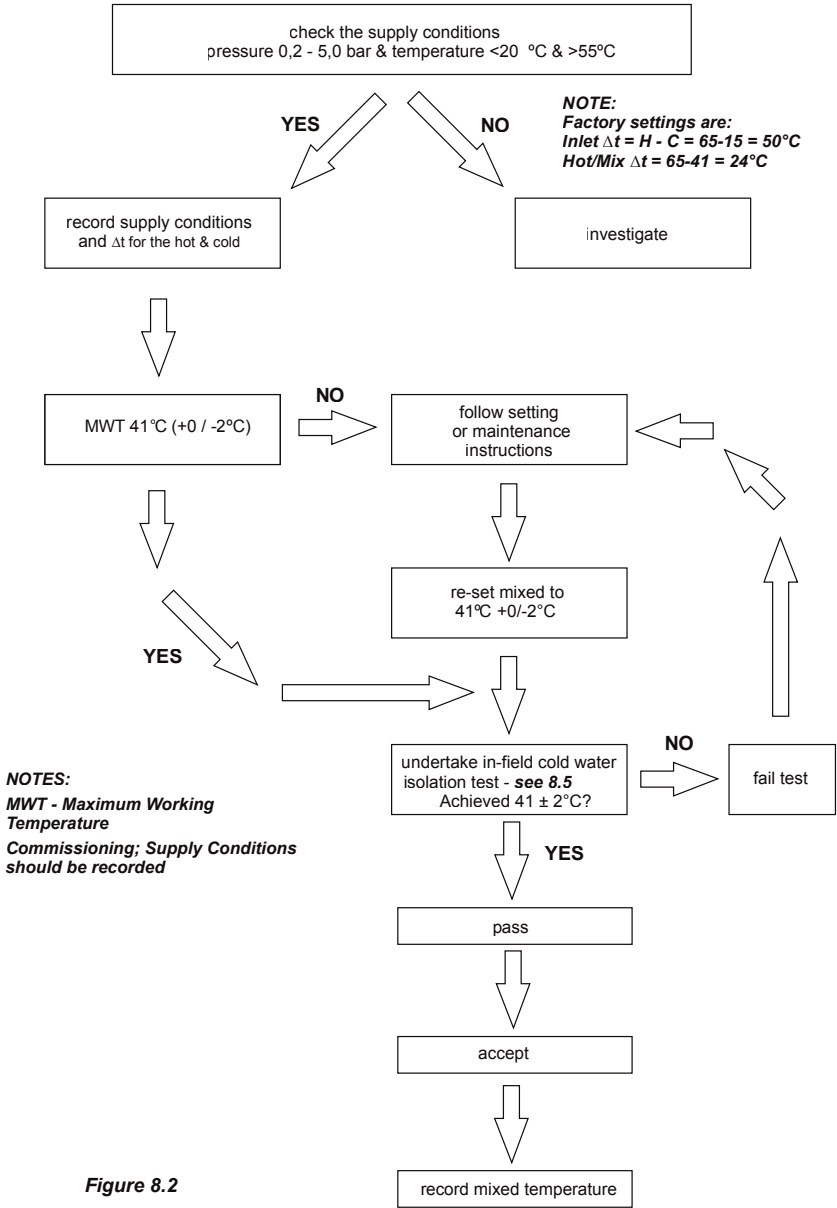 check the supply conditions
pressure 0,2 - 5,0 bar & temperature <20 ºC & >55ºC
YES
NO
NOTE:
Factory settings are:
Inlet Δt = H - C = 65-15 = 50°C
Hot/Mix Δt = 65-41 = 24°C
record supply conditions
and Δt for the hot & cold
investigate
MWT 41°C (+0 / -2ºC)
NO
follow setting
or maintenance
instructions
re-set mixed to
41ºC +0/-2°C
YES
undertake in-field cold water
isolation test - see 8.5
Achieved 41 ± 2°C?
NO
fail test
NOTES:
MWT - Maximum Working
Temperature
Commissioning; Supply Conditions
should be recorded
YES
pass
accept
record mixed temperature
Figure 8.2